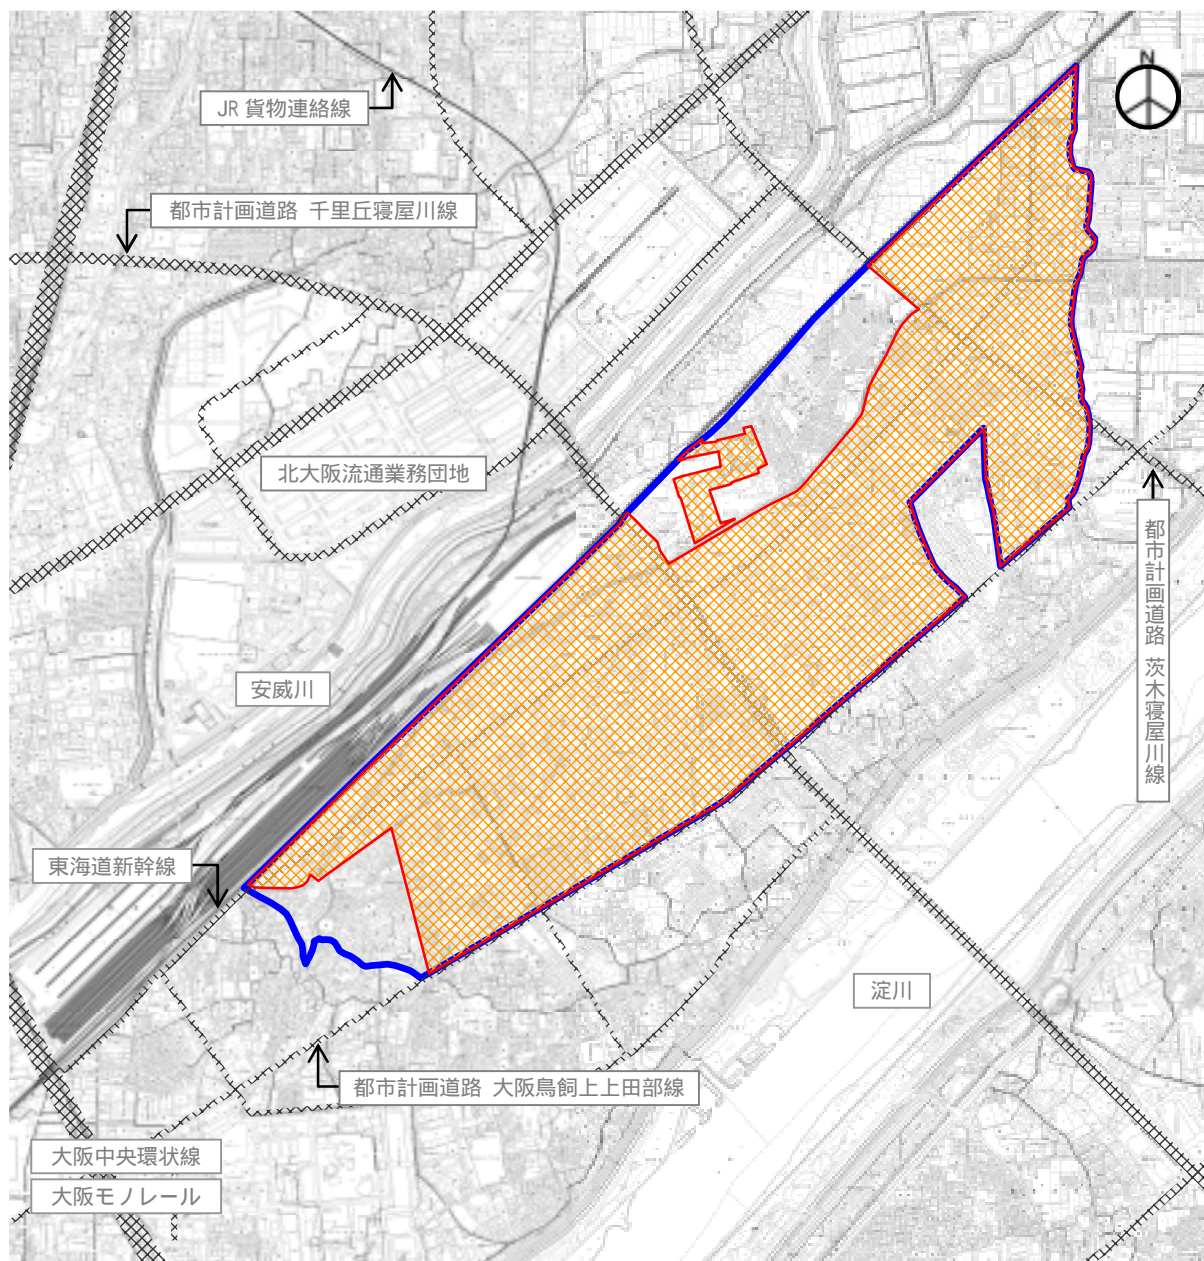 N
JR 貨物連絡線
都市計画道路 千里丘寝屋川線
北大阪流通業務団地
都市計画道路 茨木寝屋川線
安威川
東海道新幹線
淀川
都市計画道路 大阪鳥飼上上田部線
大阪中央環状線
大阪モノレール